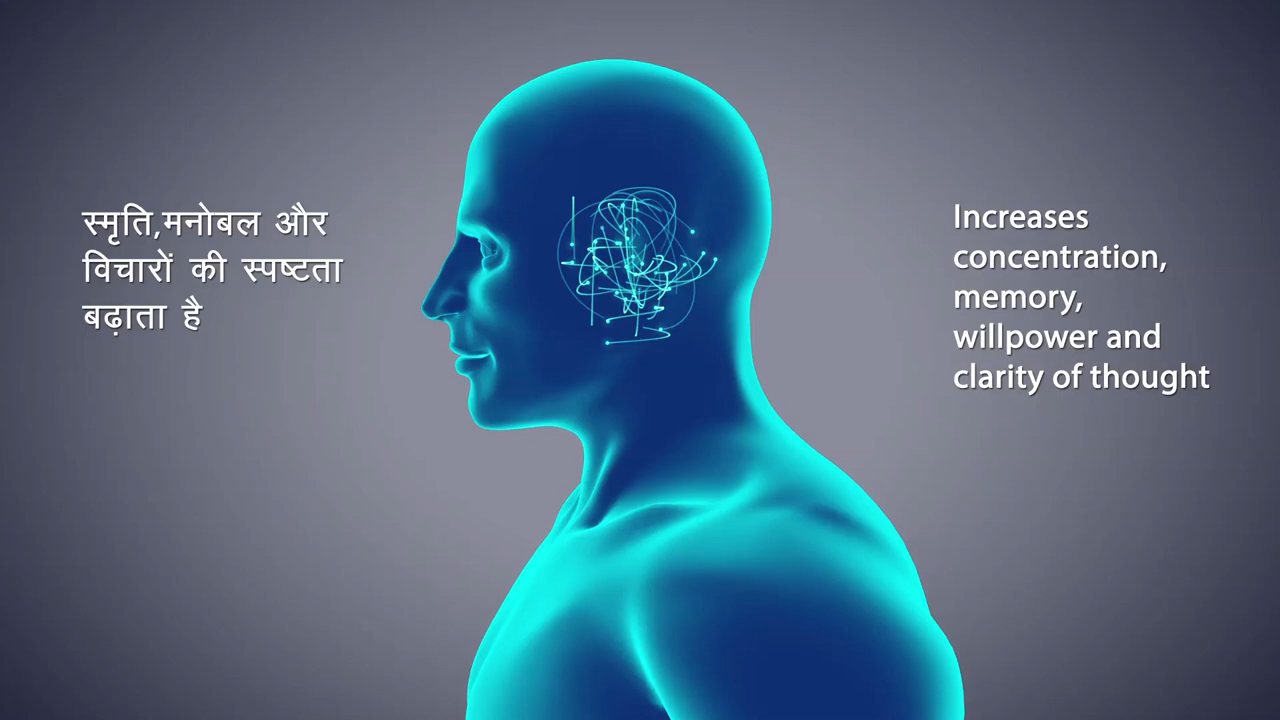 स्मृति,मनोबल और
विचारों की स्पष्टता
बढ़ाता है
Increases
concentration,
memory,
willpower and
clarity of thought